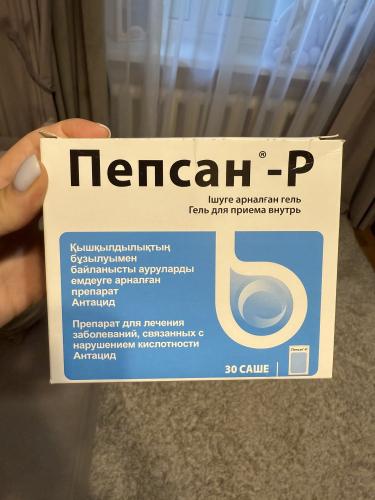 Пепсан®-Р
Ішуге арналған гель
Гель для приема внутрь
Қышқылдылықтың
бұзылуымен
байланысты ауруларды
емдеуге арналған
препарат
Антацид
Препарат для лечения
заболеваний, связанных с
нарушением кислотности
Антацид
30 САШЕ
Пепсан®-Р